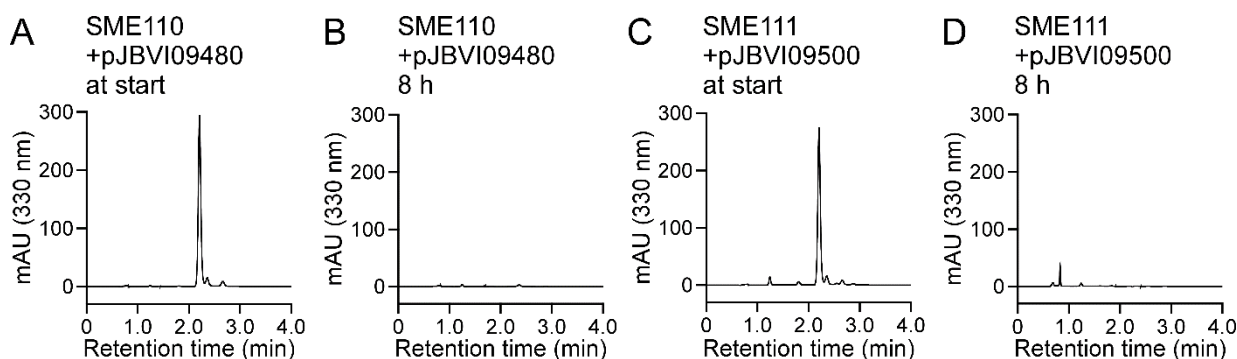 A
SME110
+pJBVI09480
at start
300
200
100
0
mAU (330 nm)
0 1.0 2.0 3.0 4.0
Retention time (min)
B
SME110
+pJBVI09480
8 h
300
200
100
0
mAU (330 nm)
0 1.0 2.0 3.0 4.0
Retention time (min)
C
SME111
+pJBVI09500
at start
300
200
100
0
mAU (330 nm)
0 1.0 2.0 3.0 4.0
Retention time (min)
D
SME111
+pJBVI09500
8 h
300
200
100
0
mAU (330 nm)
0 1.0 2.0 3.0 4.0
Retention time (min)